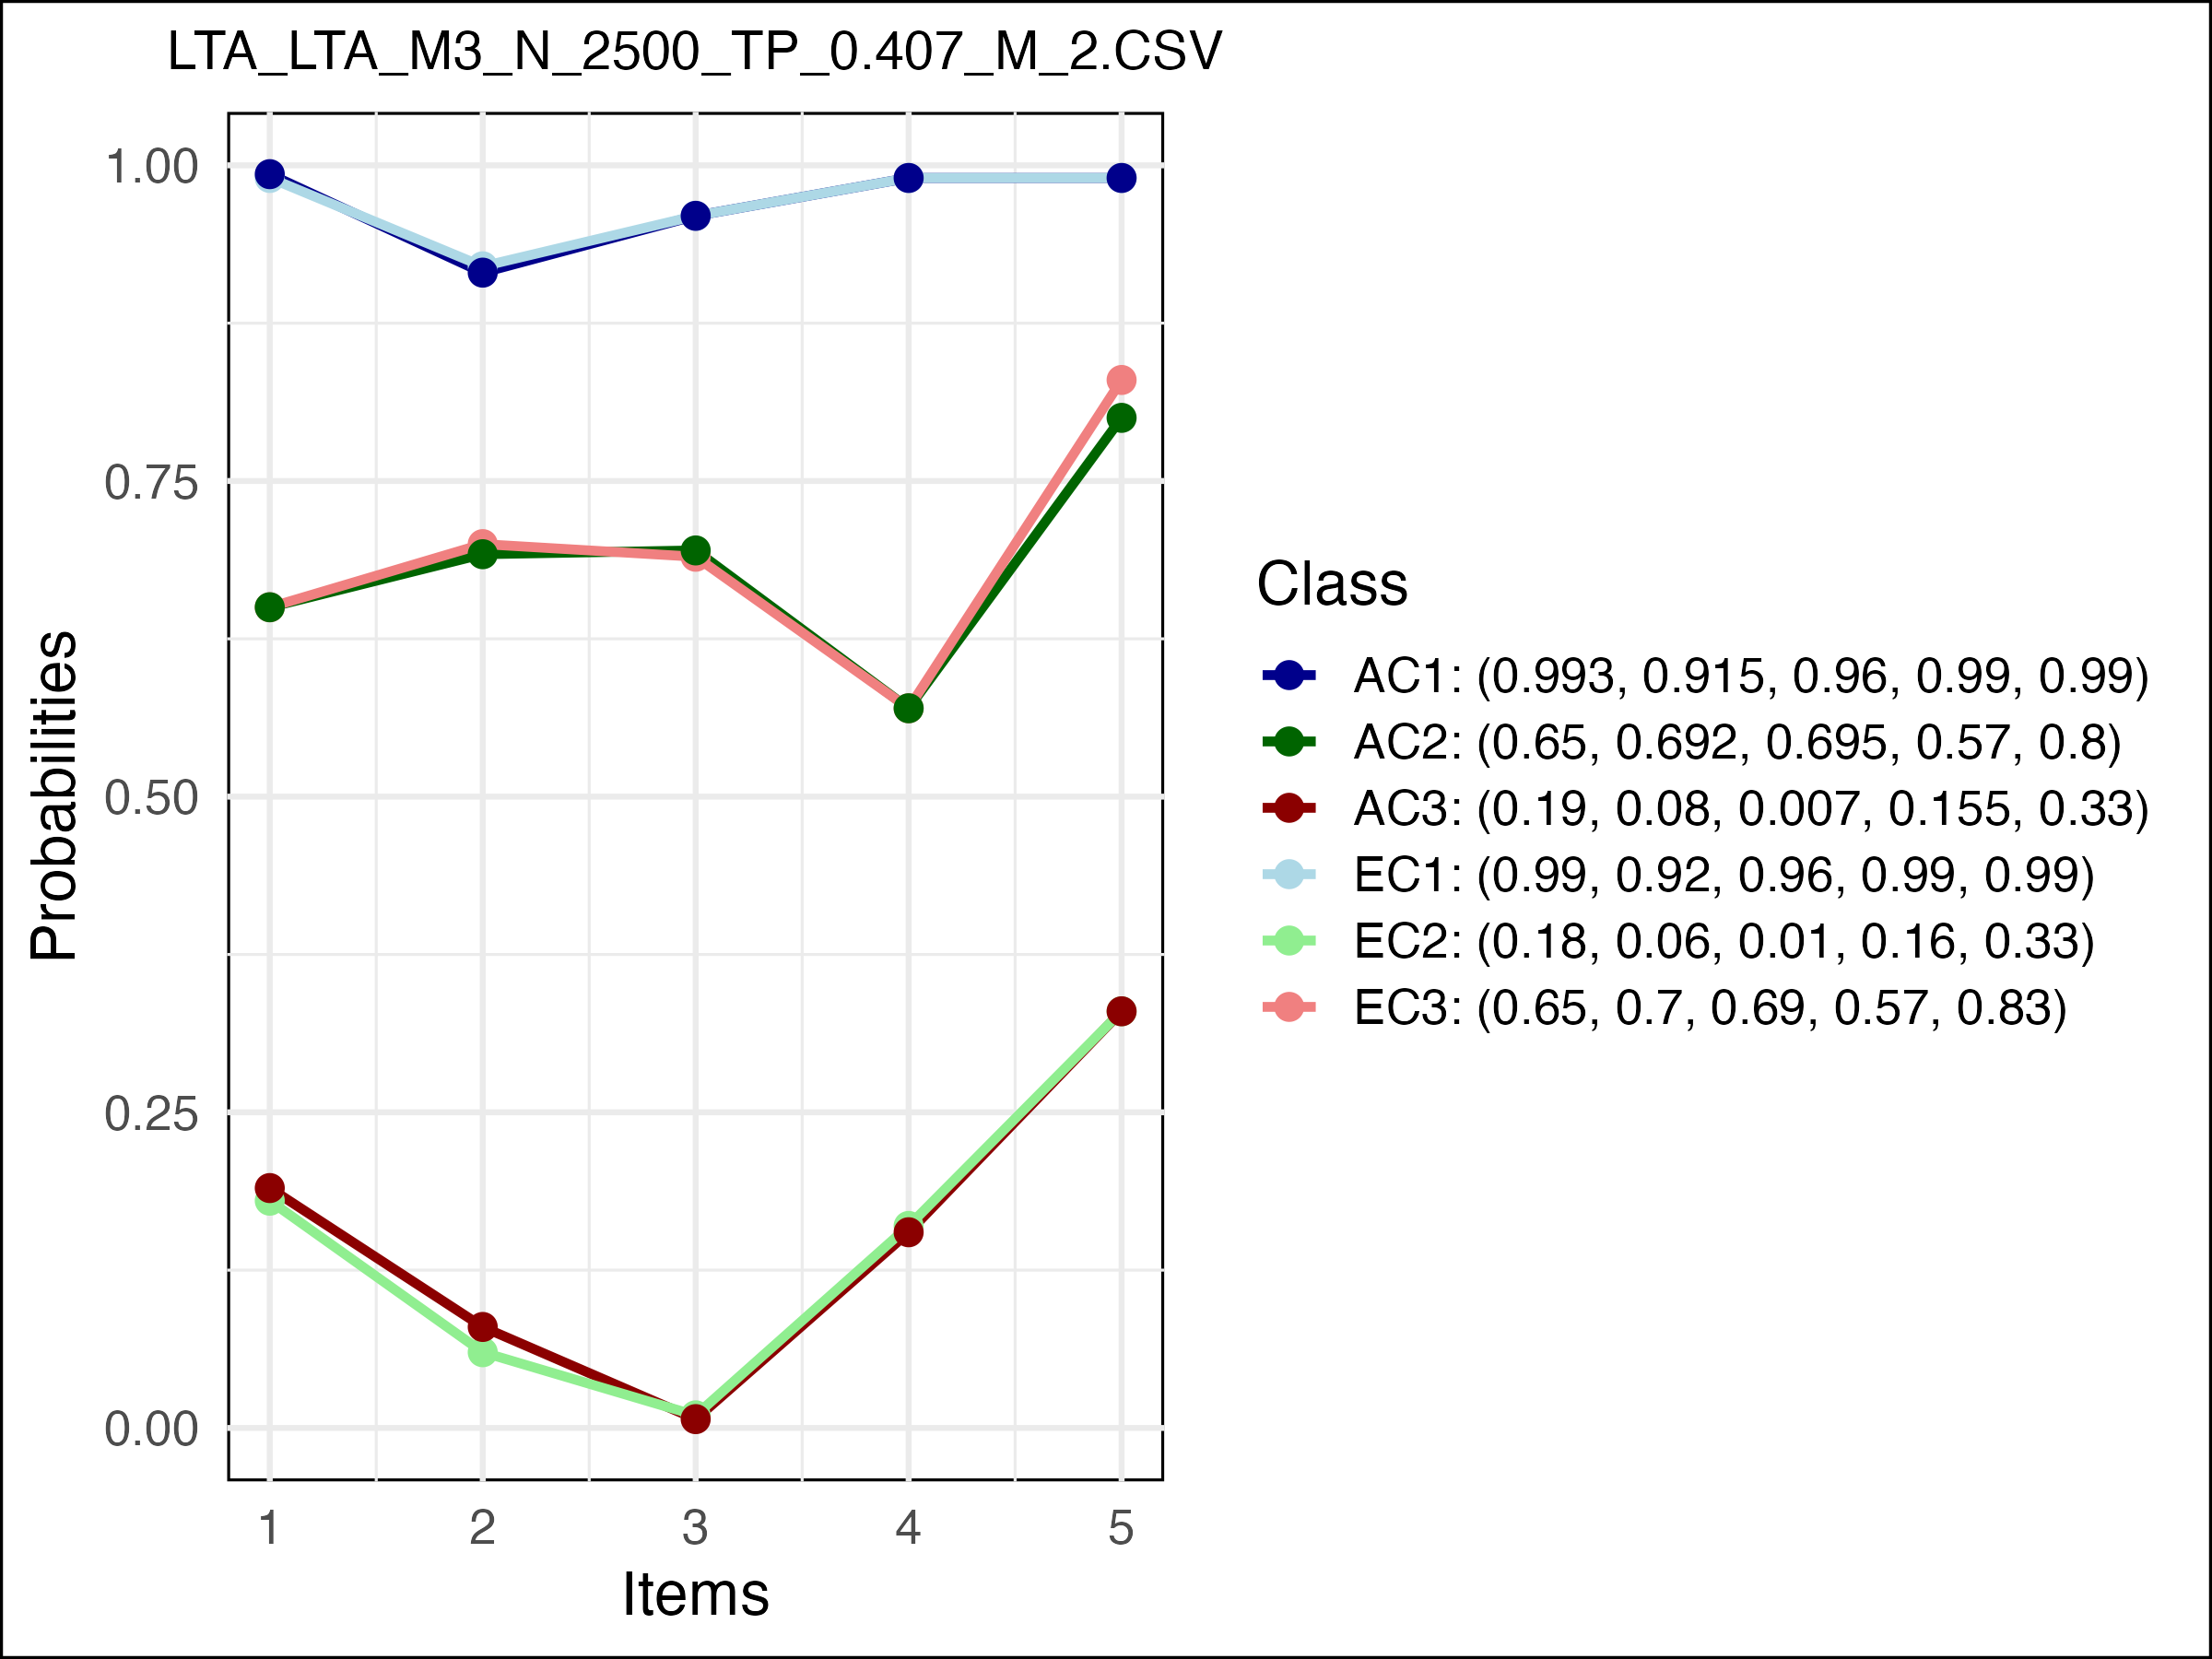 LTA_LTA_M3_N_2500_TP_0.407_M_2.CSV
1.00
0.75
0.50
0.25
0.00
Probabilities
1 2 3 4 5
Items
Class
AC1: (0.993, 0.915, 0.96, 0.99, 0.99)
AC2: (0.65, 0.692, 0.695, 0.57, 0.8)
AC3: (0.19, 0.08, 0.007, 0.155, 0.33)
EC1: (0.99, 0.92, 0.96, 0.99, 0.99)
EC2: (0.18, 0.06, 0.01, 0.16, 0.33)
EC3: (0.65, 0.7, 0.69, 0.57, 0.83)